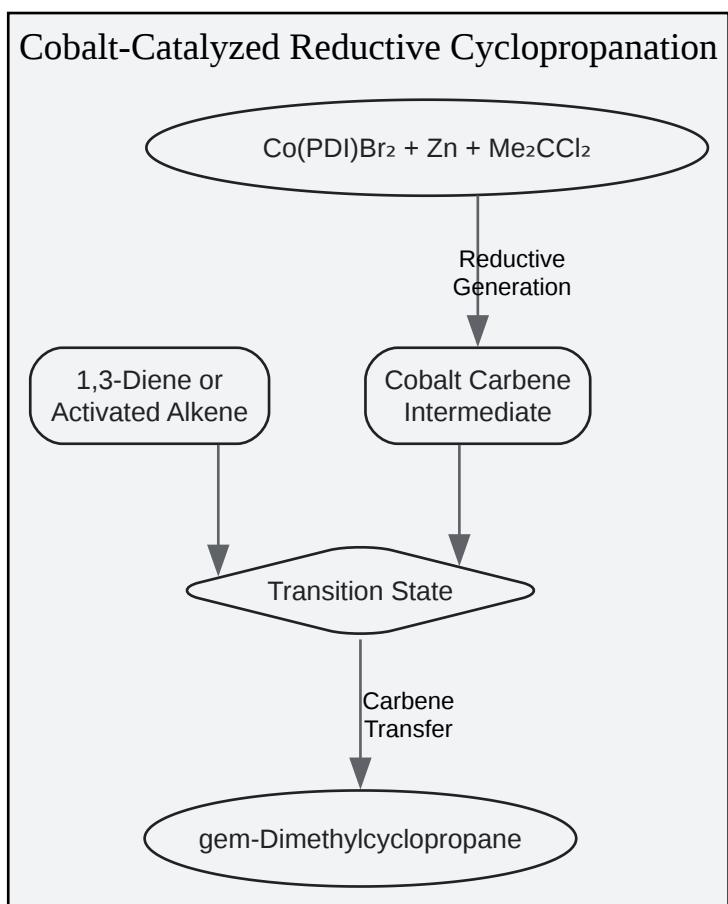 Cobalt-Catalyzed Reductive Cyclopropanation
Co(PDI)Br₂ + Zn + Me₂CCl₂
Reductive
Generation
1,3-Diene or
Activated Alkene
Cobalt Carbene
Intermediate
Transition State
Carbene
Transfer
gem-Dimethylcyclopropane